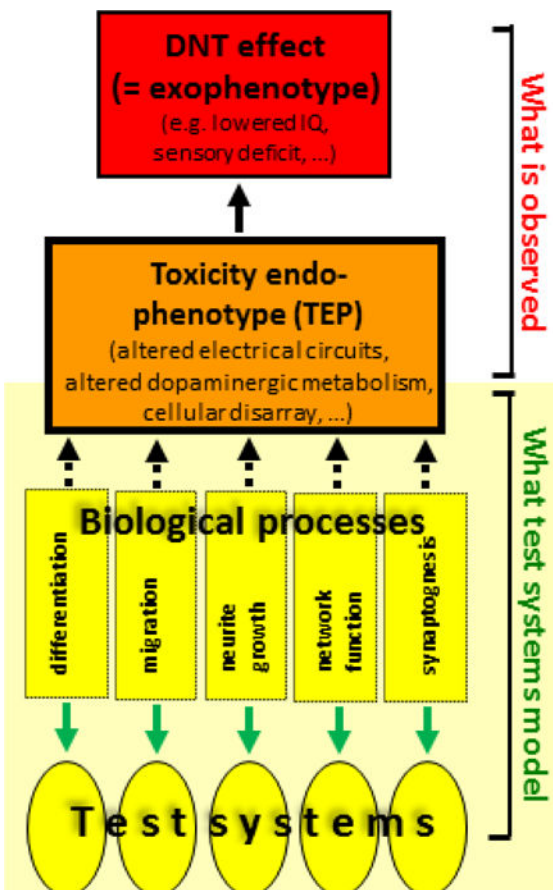 DNT effect
(= exophenotype)
(e.g. lowered IQ,
sensory deficit, ...)
What is observed
Toxicity endo-
phenotype (TEP)
(altered electrical circuits,
altered dopaminergic metabolism,
cellular disarray, ...)
What test systems model
Biological processes
differentiation
migration
neurite
growth
network
function
synaptognesis
Test systems